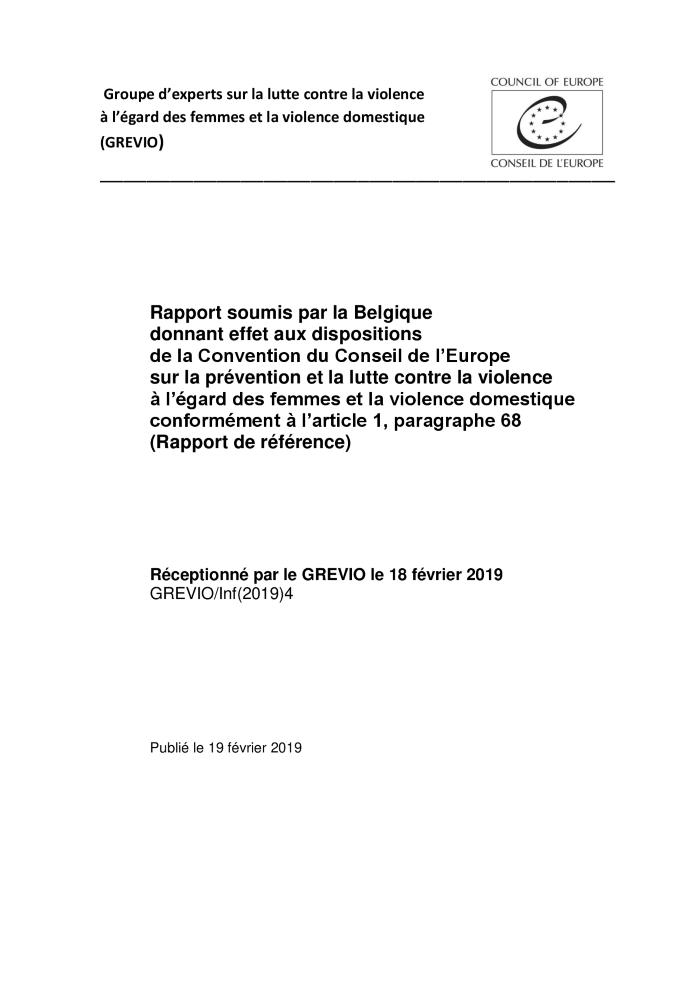 Groupe d’experts sur la lutte contre la violence
à l’égard des femmes et la violence domestique
(GREVIO)
COUNCIL OF EUROPE
CONSEIL DE L'EUROPE
Rapport soumis par la Belgique
donnant effet aux dispositions
de la Convention du Conseil de l’Europe
sur la prévention et la lutte contre la violence
à l’égard des femmes et la violence domestique
conformément à l’article 1, paragraphe 68
(Rapport de référence)
Réceptionné par le GREVIO le 18 février 2019
GREVIO/Inf(2019)4
Publié le 19 février 2019